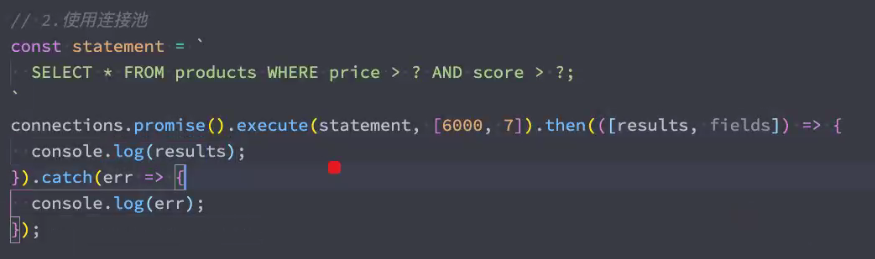 // 2.使用连接池
const statement = `
  SELECT * FROM products WHERE price > ? AND score > ?;
`
connections.promise().execute(statement, [6000, 7]).then(([results, fields]) => {
  console.log(results);
}).catch(err => {
  console.log(err);
});